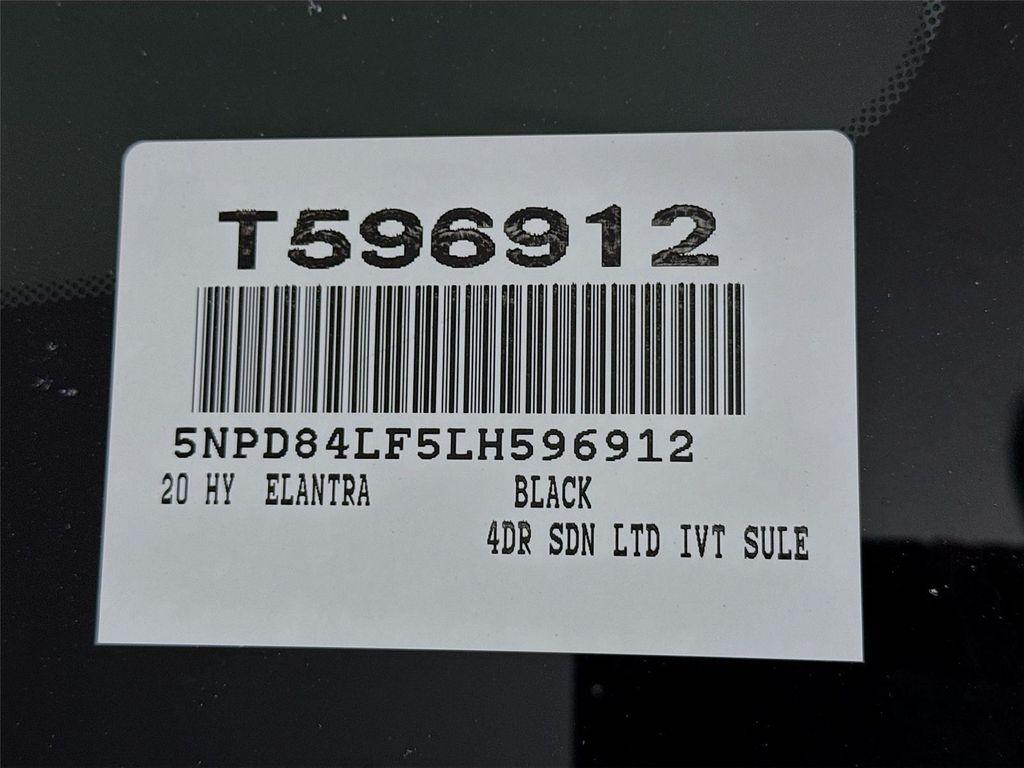 T596912
5NPD84LF5LH596912
20 HY ELANTRA BLACK
4DR SDN LTD IVT SULE